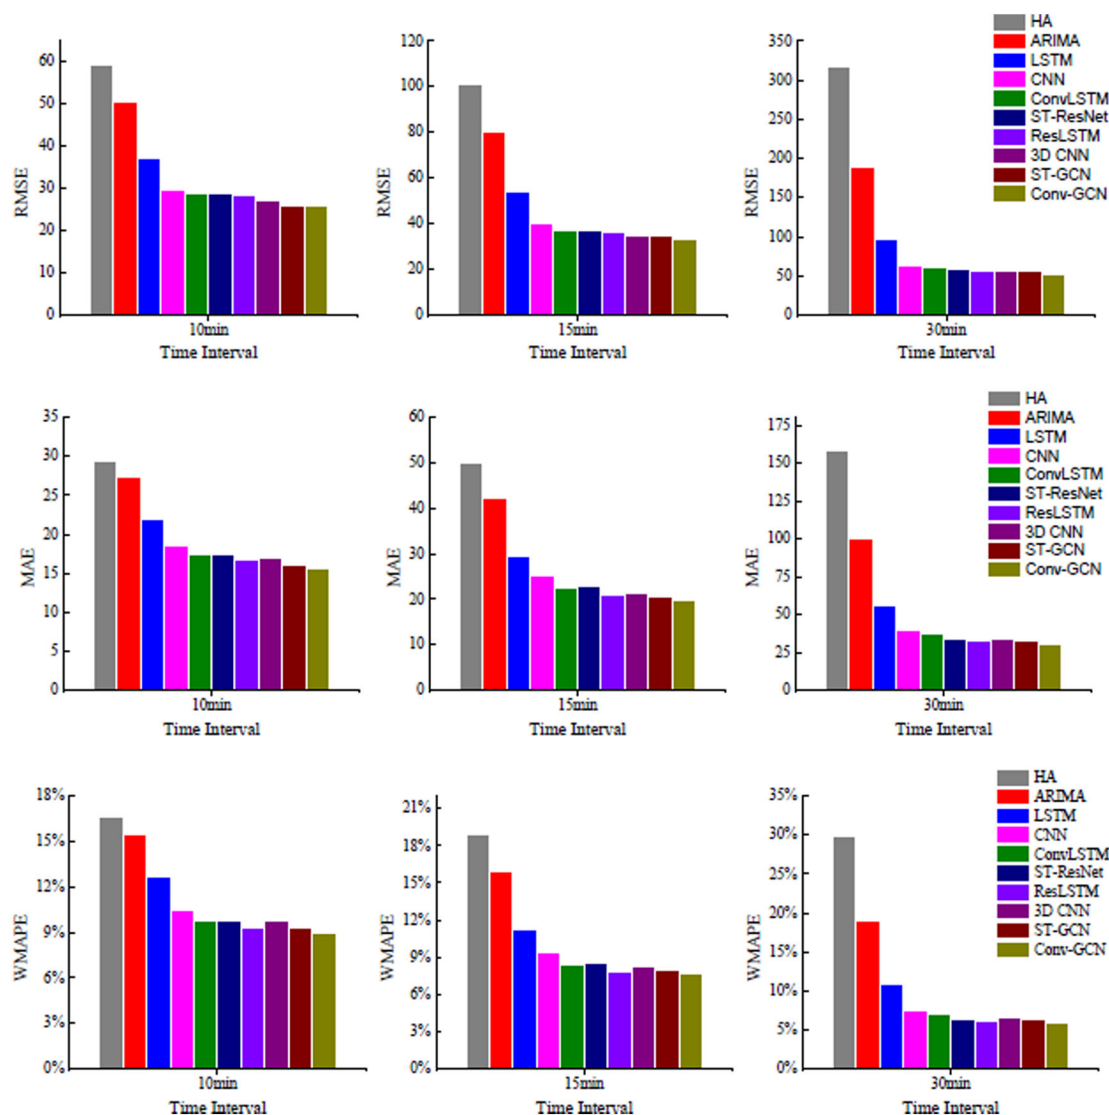 60
50
40
30
20
10
0
RMSE
10min
Time Interval
120
100
80
60
40
20
0
RMSE
15min
Time Interval
350
300
250
200
150
100
50
0
RMSE
30min
Time Interval
HA
ARIMA
LSTM
CNN
ConvLSTM
ST-ResNet
ResLSTM
3D CNN
ST-GCN
Conv-GCN
35
30
25
20
15
10
5
0
MAE
10min
Time Interval
60
50
40
30
20
10
0
MAE
15min
Time Interval
175
150
125
100
75
50
25
0
MAE
30min
Time Interval
HA
ARIMA
LSTM
CNN
ConvLSTM
ST-ResNet
ResLSTM
3D CNN
ST-GCN
Conv-GCN
18%
15%
12%
9%
6%
3%
0%
WMAPE
10min
Time Interval
21%
18%
15%
12%
9%
6%
3%
0%
WMAPE
15min
Time Interval
35%
30%
25%
20%
15%
10%
5%
0%
WMAPE
30min
Time Interval
HA
ARIMA
LSTM
CNN
ConvLSTM
ST-ResNet
ResLSTM
3D CNN
ST-GCN
Conv-GCN